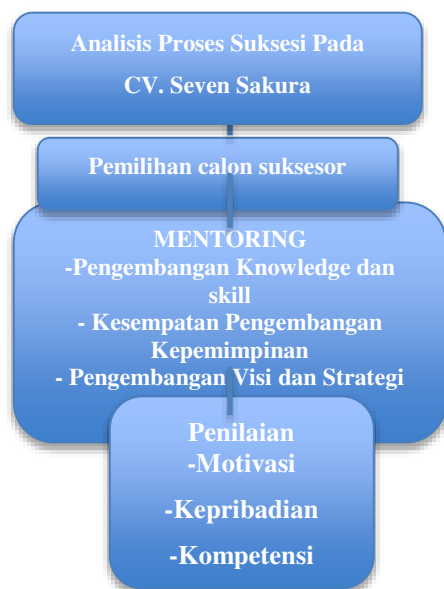 Analisis Proses Suksesi Pada
CV. Seven Sakura
Pemilihan calon suksesor
MENTORING
-Pengembangan Knowledge dan
skill
- Kesempatan Pengembangan
Kepemimpinan
- Pengembangan Visi dan Strategi
Penilaian
-Motivasi
-Kepribadian
-Kompetensi